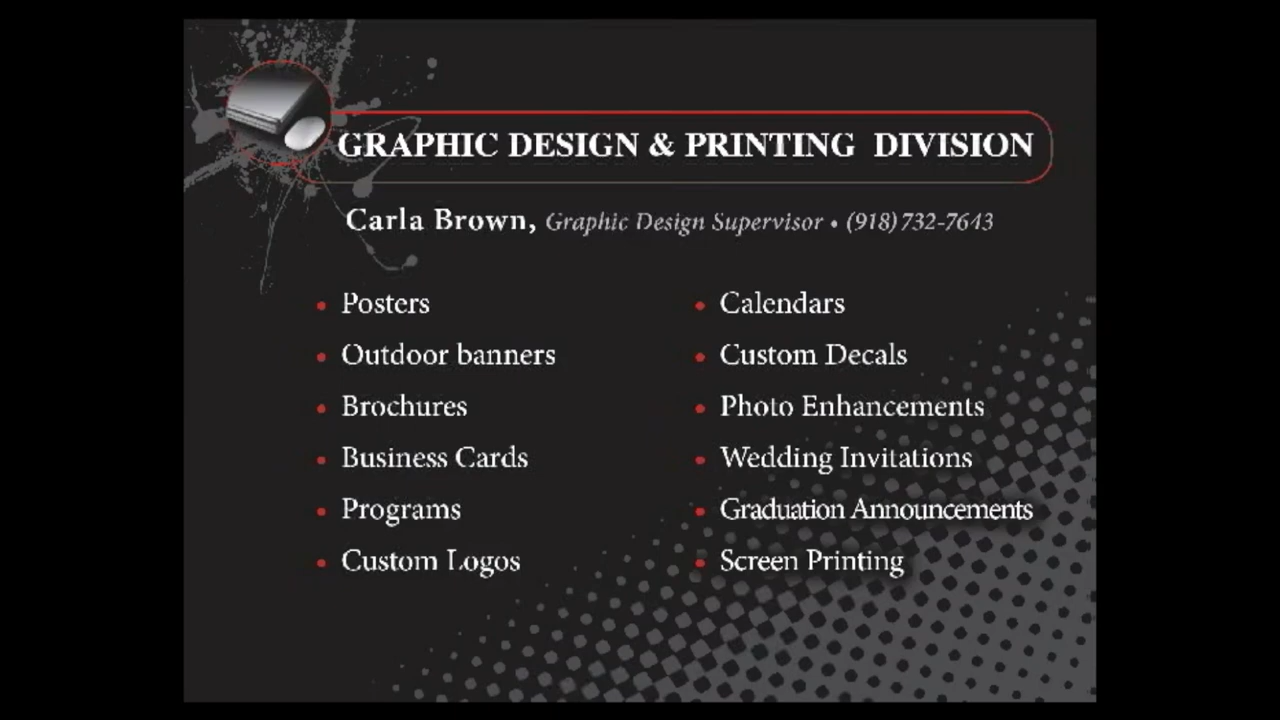 GRAPHIC DESIGN & PRINTING DIVISION
Carla Brown, Graphic Design Supervisor • (918) 732-7643
• Posters
• Outdoor banners
• Brochures
• Business Cards
• Programs
• Custom Logos
• Calendars
• Custom Decals
• Photo Enhancements
• Wedding Invitations
• Graduation Announcements
• Screen Printing